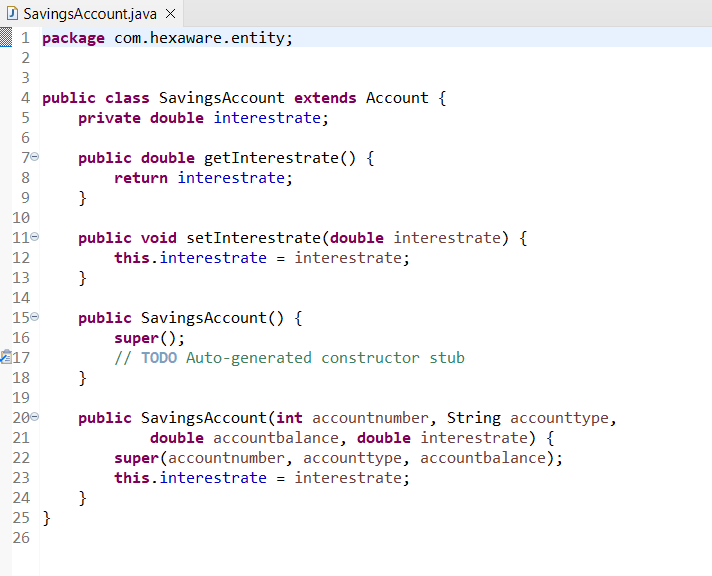 SavingsAccount.java
1 package com.hexaware.entity;
2
3
4 public class SavingsAccount extends Account {
5     private double interestrate;
6
7     public double getInterestrate() {
8         return interestrate;
9     }
10
11     public void setInterestrate(double interestrate) {
12         this.interestrate = interestrate;
13     }
14
15     public SavingsAccount() {
16         super();
17         // TODO Auto-generated constructor stub
18     }
19
20     public SavingsAccount(int accountnumber, String accounttype,
21             double accountbalance, double interestrate) {
22         super(accountnumber, accounttype, accountbalance);
23         this.interestrate = interestrate;
24     }
25 }
26